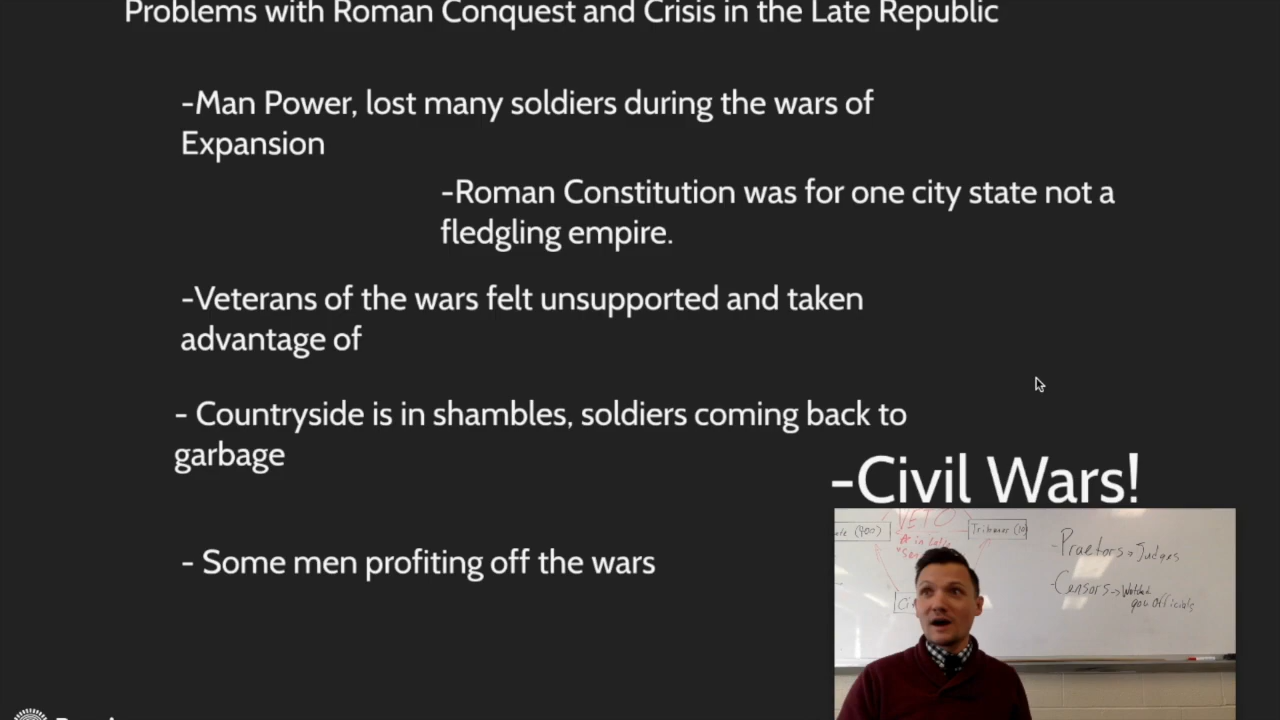 Problems with Roman Conquest and Crisis in the Late Republic
-Man Power, lost many soldiers during the wars of
Expansion
-Roman Constitution was for one city state not a
fledgling empire.
-Veterans of the wars felt unsupported and taken
advantage of
- Countryside is in shambles, soldiers coming back to
garbage
-Civil Wars!
- Some men profiting off the wars
VETO
(400)
Tribunes (10)
in Latin
-Praetors → Judges
-Censors → Watched
gov officials